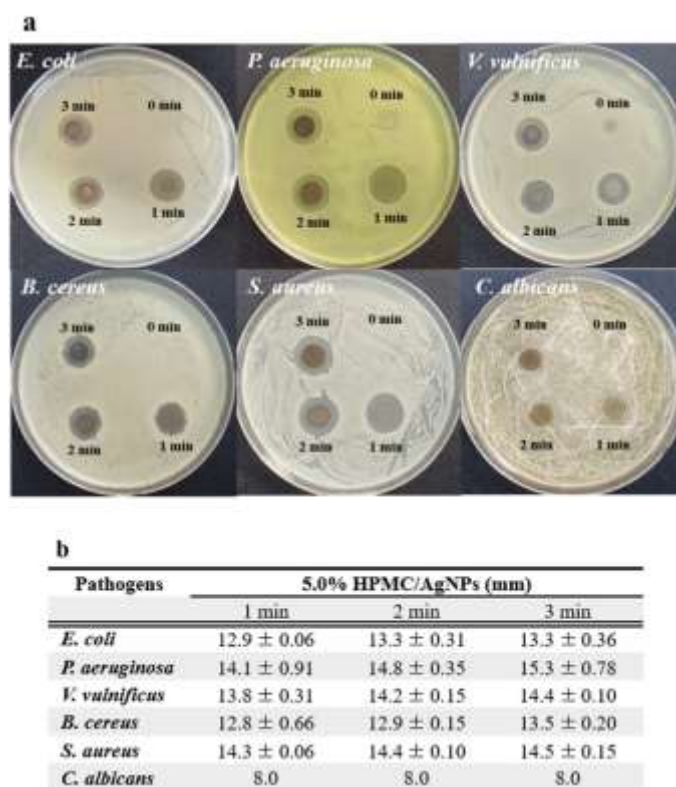 a
E. coli P. aeruginosa V. vulnificus
3 min 0 min 3 min 0 min 3 min 0 min
2 min 1 min 2 min 1 min 2 min 1 min
B. cereus S. aureus C. albicans
3 min 0 min 3 min 0 min 3 min 0 min
2 min 1 min 2 min 1 min 2 min 1 min
b
Pathogens 5.0% HPMC/AgNPs (mm)
1 min 2 min 3 min
E. coli 12.9 ± 0.06 13.3 ± 0.31 13.3 ± 0.36
P. aeruginosa 14.1 ± 0.91 14.8 ± 0.35 15.3 ± 0.78
V. vulnificus 13.8 ± 0.31 14.2 ± 0.15 14.4 ± 0.10
B. cereus 12.8 ± 0.66 12.9 ± 0.15 13.5 ± 0.20
S. aureus 14.3 ± 0.06 14.4 ± 0.10 14.5 ± 0.15
C. albicans 8.0 8.0 8.0